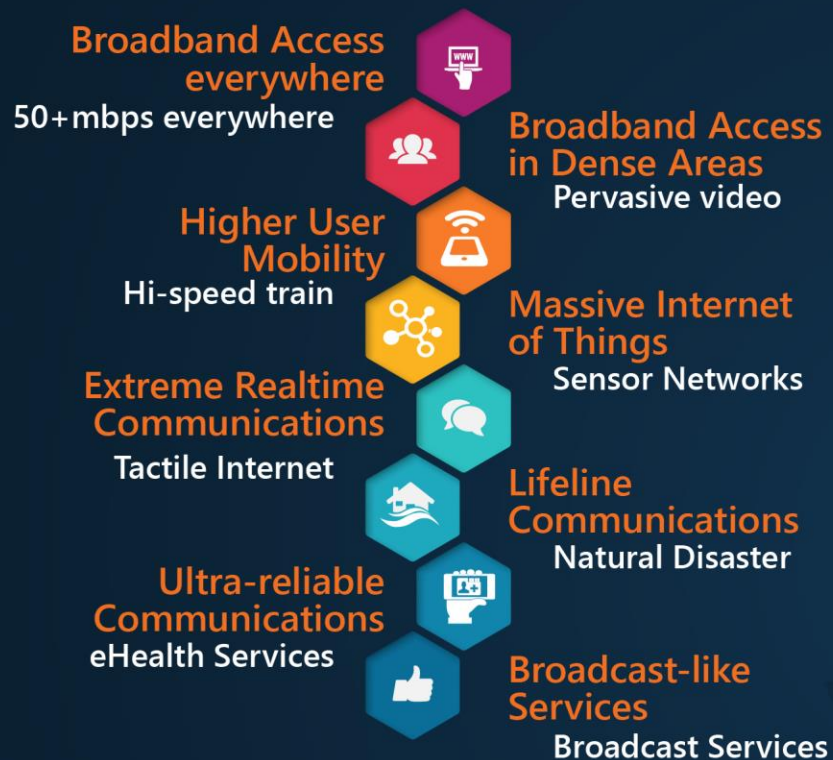 Broadband Access
everywhere
50+mbps everywhere
www
Broadband Access
in Dense Areas
Pervasive video
Higher User
Mobility
Hi-speed train
Massive Internet
of Things
Sensor Networks
Extreme Realtime
Communications
Tactile Internet
Lifeline
Communications
Natural Disaster
Ultra-reliable
Communications
eHealth Services
Broadcast-like
Services
Broadcast Services